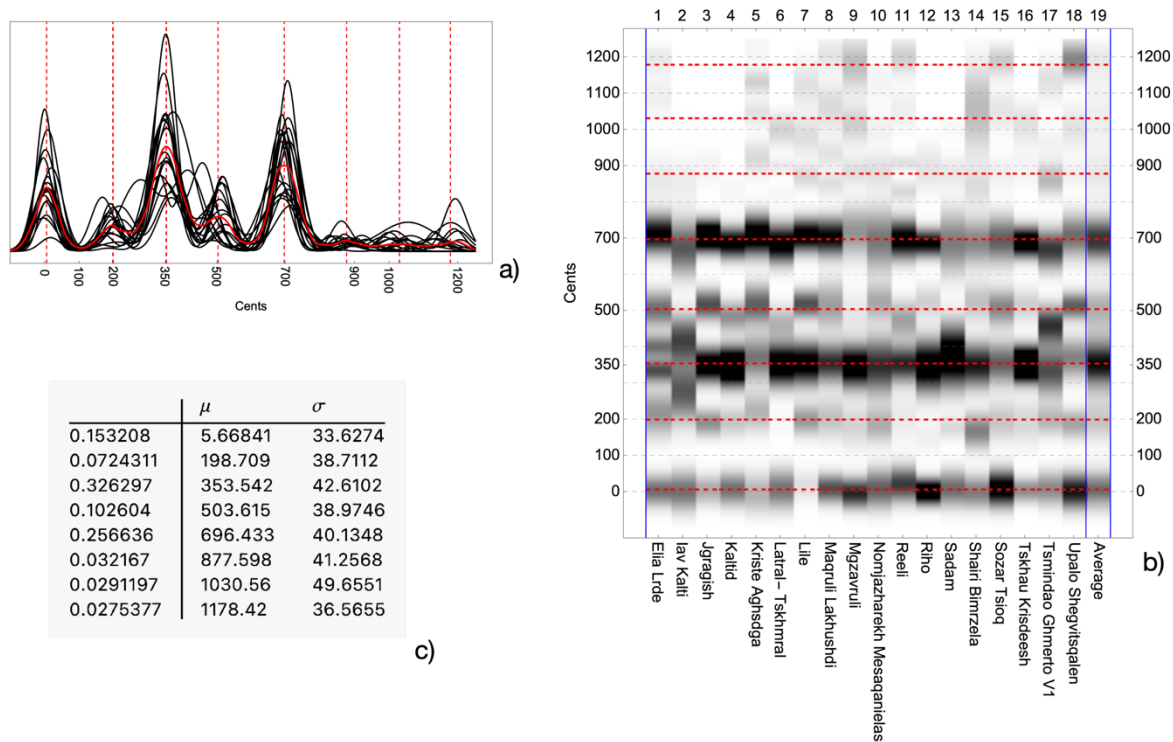 0 100 200 350 500 700 900 1000 1200
Cents
a)
μ σ
0.153208 5.66841 33.6274
0.0724311 198.709 38.7112
0.326297 353.542 42.6102
0.102604 503.615 38.9746
0.256636 696.433 40.1348
0.032167 877.598 41.2568
0.0291197 1030.56 49.6551
0.0275377 1178.42 36.5655
c)
1 2 3 4 5 6 7 8 9 10 11 12 13 14 15 16 17 18 19
1200 1200
1100 1100
1000 1000
900 900
700 700
500 500
350 350
200 200
100 100
0 0
Cents
Elia Lrde
Iav Kalti
Jgragish
Kaltid
Kriste Aghsdga
Latral- Tskhmral
Lile
Maqruli Lakhushdi
Mgzavruli
Nomjazharekh Mesaqanielas
Reeli
Riho
Sadam
Shairi Bimrzela
Sozar Tsioq
Tskhau Krisdeesh
Tsmindao Ghmerto V1
Upalo Shegvitsqalen
Average
b)